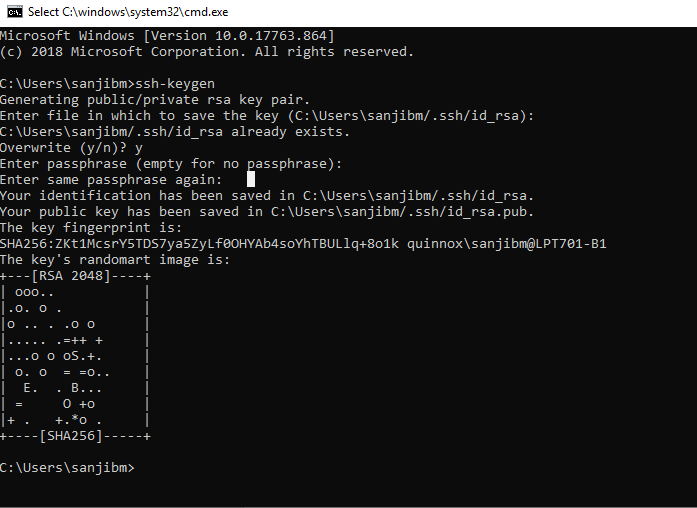 Select C:\windows\system32\cmd.exe
Microsoft Windows [Version 10.0.17763.864]
(c) 2018 Microsoft Corporation. All rights reserved.
C:\Users\sanjibm>ssh-keygen
Generating public/private rsa key pair.
Enter file in which to save the key (C:\Users\sanjibm/.ssh/id_rsa):
C:\Users\sanjibm/.ssh/id_rsa already exists.
Overwrite (y/n)? y
Enter passphrase (empty for no passphrase):
Enter same passphrase again:
Your identification has been saved in C:\Users\sanjibm/.ssh/id_rsa.
Your public key has been saved in C:\Users\sanjibm/.ssh/id_rsa.pub.
The key fingerprint is:
SHA256:ZKt1McsrY5TDS7ya5ZyLf0OHYAb4soYhTBULlq+8o1k quinnox\sanjibm@LPT701-B1
The key's randomart image is:
+---[RSA 2048]----+
| ooo..           |
|.o. o .          |
|o .. . .o o      |
|..... .=++ +     |
|...o o oS.+.     |
| o. o  = =o..    |
|  E.  . B...     |
| =     O +o      |
|+ .   +.*o .     |
+----[SHA256]-----+
C:\Users\sanjibm>